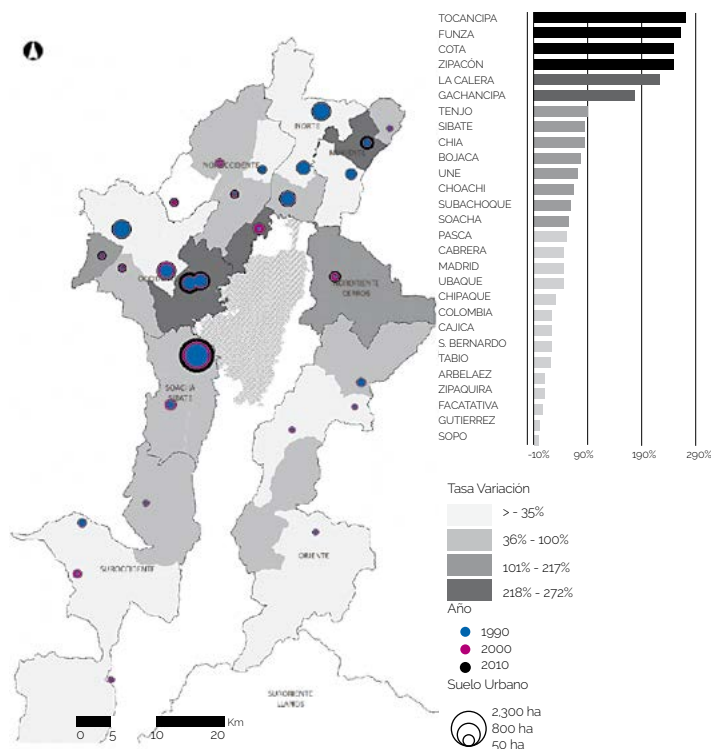 TOCANCIPA
FUNZA
COTA
ZIPACÓN
LA CALERA
GACHANCIPA
TENJO
SIBATE
CHIA
BOJACA
UNE
CHOACHI
SUBACHOQUE
SOACHA
PASCA
CABRERA
MADRID
UBAQUE
CHIPAQUE
COLOMBIA
CAJICA
S. BERNARDO
TABIO
ARBELAEZ
ZIPAQUIRA
FACATATIVA
GUTIERREZ
SOPO
-10% 90% 190% 290%
NORTE
NOROCCIDENTE
SOACHA
SIBATE
SUROCCIDENTE
ORIENTE
SURORIENTE
LLANOS
CERROS
Km
0 5 10 20
Tasa Variación
> - 35%
36% - 100%
101% - 217%
218% - 272%
Año
1990
2000
2010
Suelo Urbano
2,300 ha
800 ha
50 ha